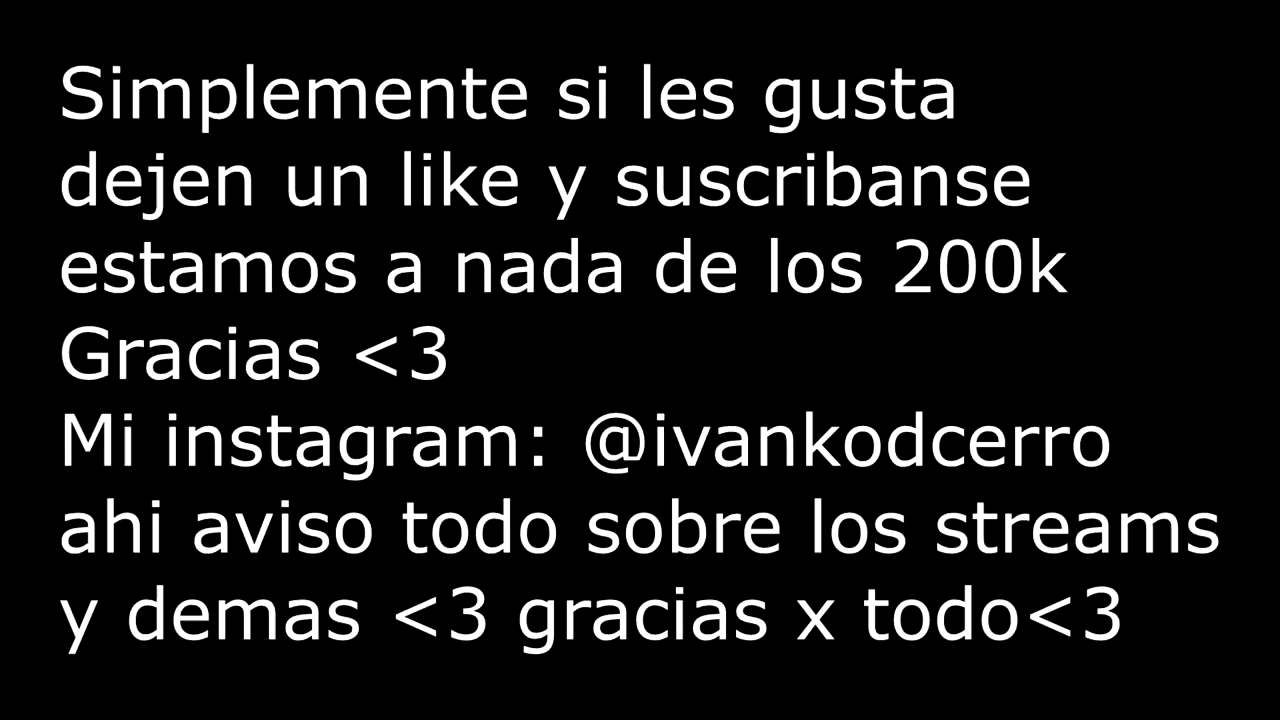 Simplemente si les gusta
dejen un like y suscribanse
estamos a nada de los 200k
Gracias <3
Mi instagram: @ivankodcerro
ahi aviso todo sobre los streams
y demas <3 gracias x todo<3